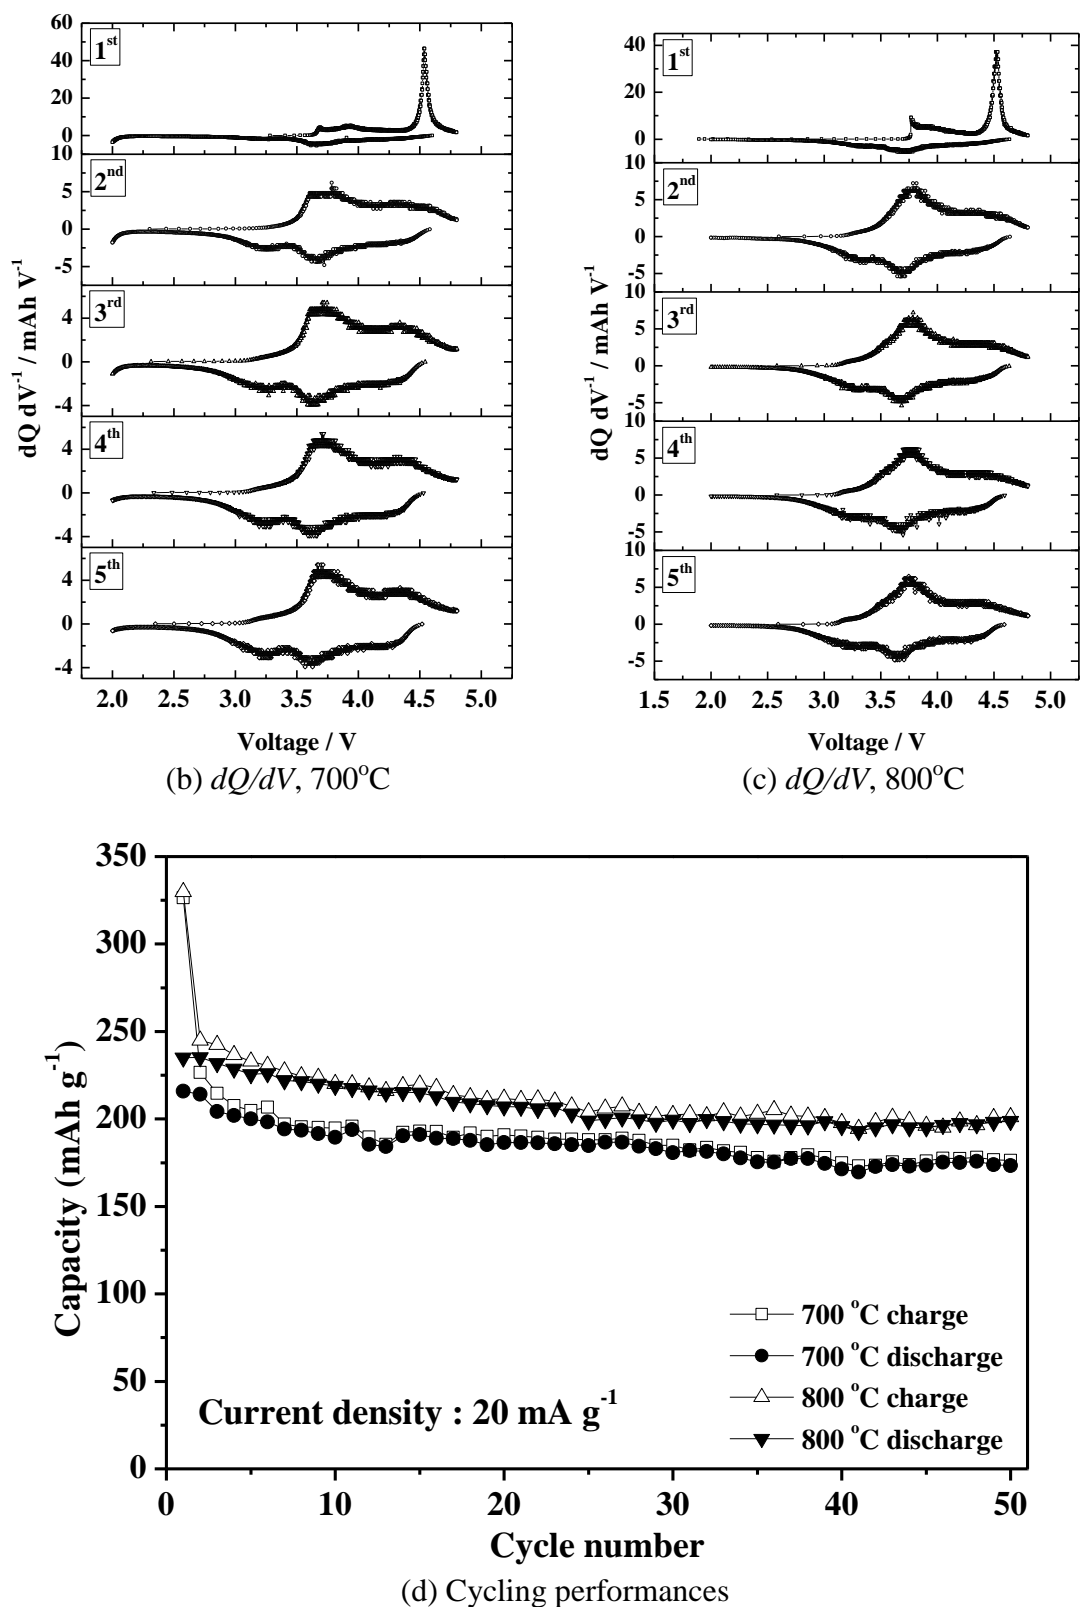 60
40
20
0
10
5
0
-5
4
0
-4
4
0
-4
4
0
-4
1st
2nd
3rd
4th
5th
dQ dV-1 / mAh V-1
2.0 2.5 3.0 3.5 4.0 4.5 5.0
Voltage / V
(b) dQ/dV, 700oC
40
20
0
10
5
0
-5
10
5
0
-5
10
5
0
-5
10
5
0
-5
1st
2nd
3rd
4th
5th
dQ dV-1 / mAh V-1
1.5 2.0 2.5 3.0 3.5 4.0 4.5 5.0
Voltage / V
(c) dQ/dV, 800oC
350
300
250
200
150
100
50
0
Capacity (mAh g-1)
700 oC charge
700 oC discharge
800 oC charge
800 oC discharge
Current density : 20 mA g-1
0 10 20 30 40 50
Cycle number
(d) Cycling performances